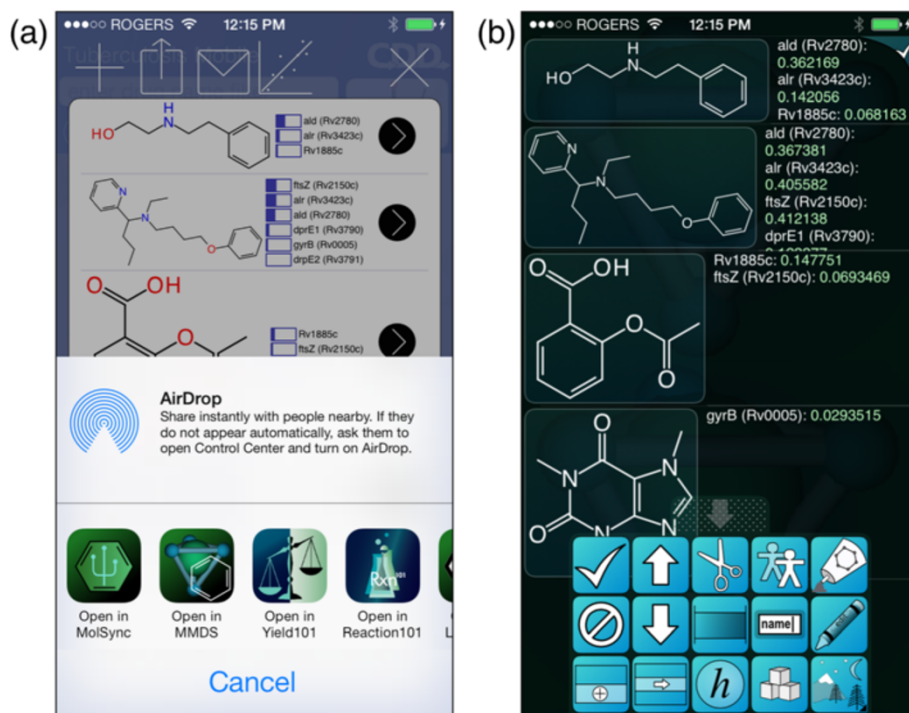 (a)
ROGERS 12:15 PM
Tuberculosis Mobile
CDD
H
N
HO
ald (Rv2780)
alr (Rv3423c)
Rv1885c
N
N
O
ftsZ (Rv2150c)
alr (Rv3423c)
ald (Rv2780)
dprE1 (Rv3790)
gyrB (Rv0005)
drpE2 (Rv3791)
O
OH
O
Rv1885c
ftsZ (Rv2150c)
AirDrop
Share instantly with people nearby. If they
do not appear automatically, ask them to
open Control Center and turn on AirDrop.
Rxn101
Open in
MolSync
Open in
MMDS
Open in
Yield101
Open in
Reaction101
Cancel
(b)
ROGERS 12:15 PM
H
N
HO
ald (Rv2780):
0.362169
alr (Rv3423c):
0.142056
Rv1885c: 0.068163
N
N
O
ald (Rv2780):
0.367381
alr (Rv3423c):
0.405582
ftsZ (Rv2150c):
0.412138
dprE1 (Rv3790):
O
OH
O
O
Rv1885c: 0.147751
ftsZ (Rv2150c): 0.0693469
O
N
N
O
N
N
gyrB (Rv0005): 0.0293515
name
h